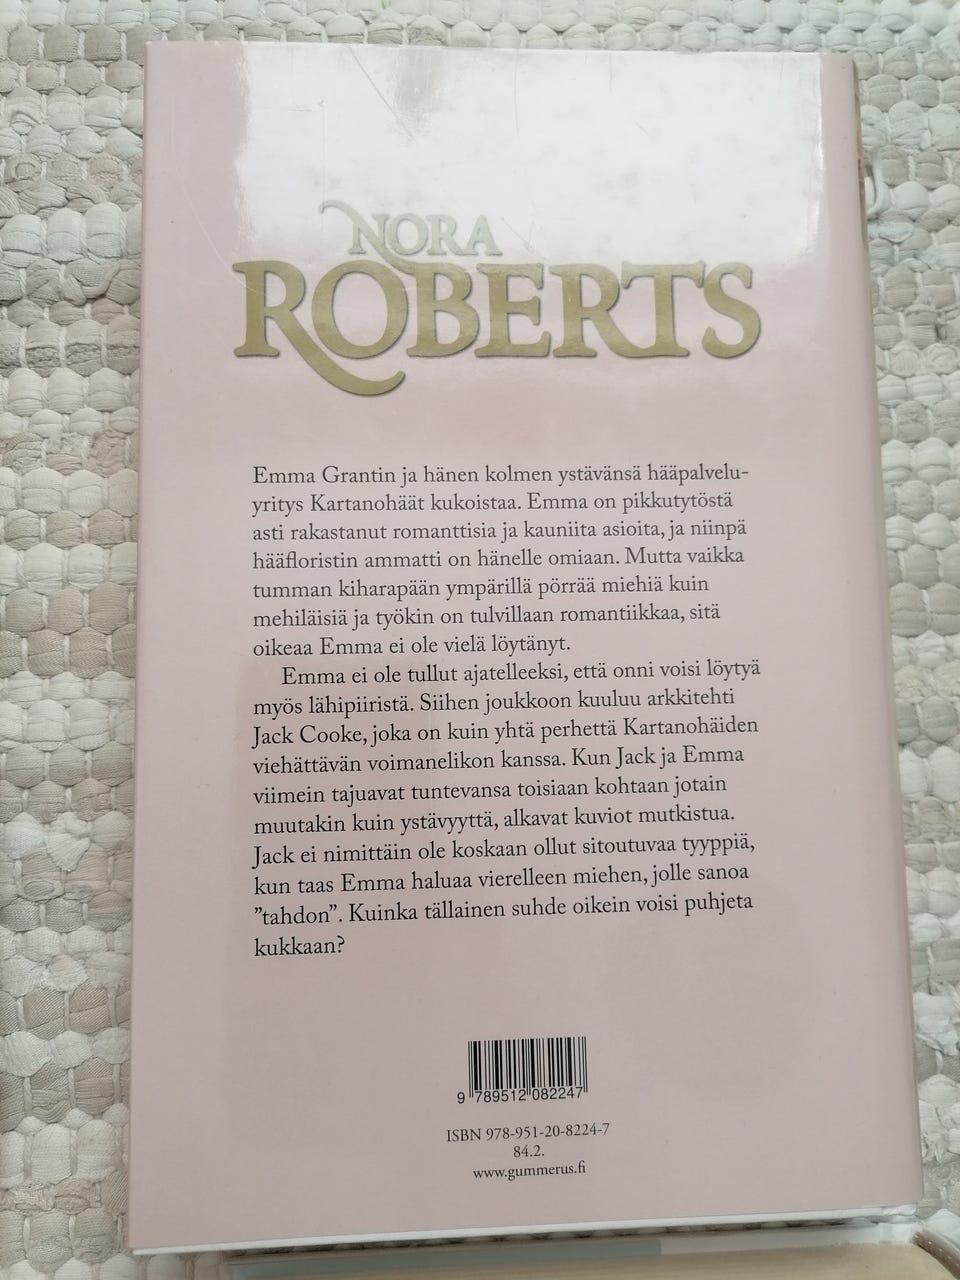 NORA
ROBERTS
Emma Grantin ja hänen kolmen ystävänsä hääpalvelu-
yritys Kartanohäät kukoistaa. Emma on pikkutytöstä
asti rakastanut romanttisia ja kauniita asioita, ja niinpä
hääfloristin ammatti on hänelle omiaan. Mutta vaikka
tumman kiharapään ympärillä pörrää miehiä kuin
mehiläisiä ja työkin on tulvillaan romantiikkaa, sitä
oikeaa Emma ei ole vielä löytänyt.
Emma ei ole tullut ajatelleeksi, että onni voisi löytyä
myös lähipiiristä. Siihen joukkoon kuuluu arkkitehti
Jack Cooke, joka on kuin yhtä perhettä Kartanohäiden
viehättävän voimanelikon kanssa. Kun Jack ja Emma
viimein tajuavat tuntevansa toisiaan kohtaan jotain
muutakin kuin ystävyyttä, alkavat kuviot mutkistua.
Jack ei nimittäin ole koskaan ollut sitoutuvaa tyyppiä,
kun taas Emma haluaa vierelleen miehen, jolle sanoa
”tahdon”. Kuinka tällainen suhde oikein voisi puhjeta
kukkaan?
9 789512 082247
ISBN 978-951-20-8224-7
84.2.
www.gummerus.fi